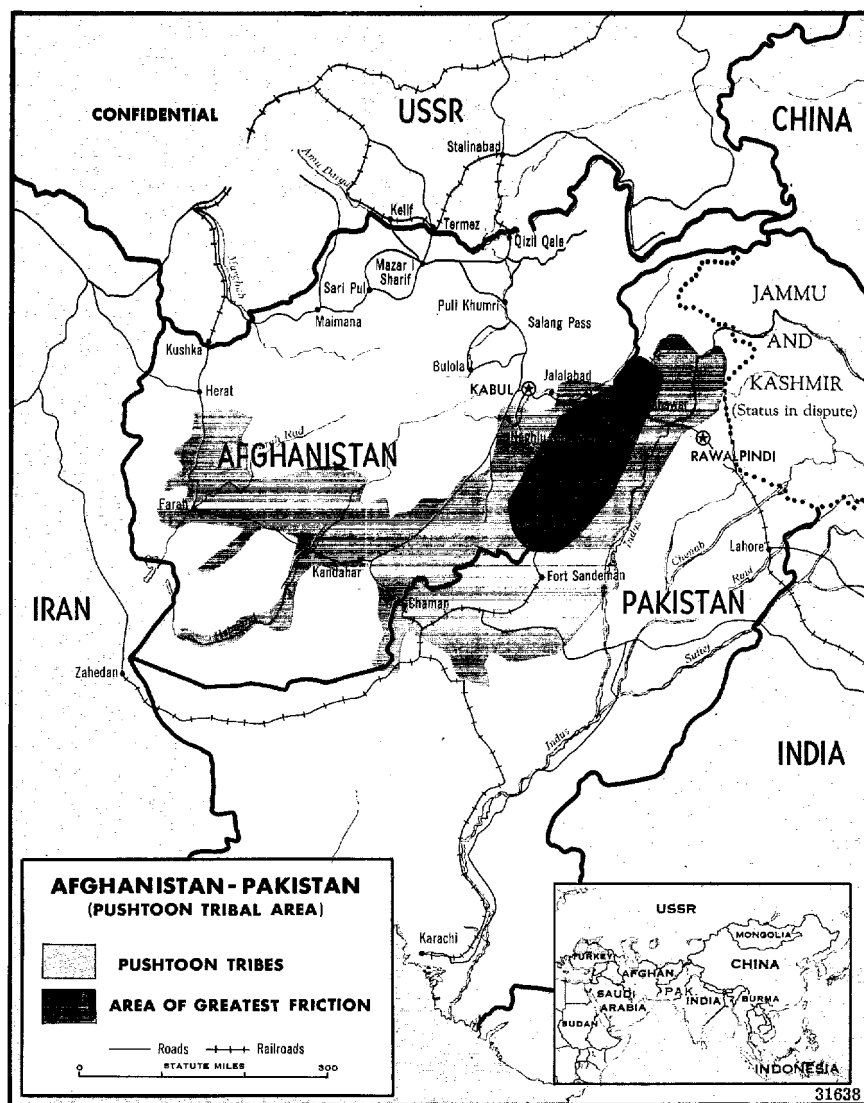 CONFIDENTIAL
USSR
CHINA
Stalinabad
Amu Darya
Kelif
Termez
Qizil Qala
Mazar I
Sharif
Murghab
Sari Pul
Puli Khumri
JAMMU
Maimana
Salang Pass
AND
Kushka
Bulola
Jalalabad
KASHMIR
Herat
KABUL
(Status in dispute)
Rud
AFGHANISTAN
RAWALPINDI
Farah
Indus
Chenab
Lahore
Kandahar
Fort Sandeman
Ravi
IRAN
Chaman
PAKISTAN
Sutlej
Zahedan
Indus
INDIA
Karachi
AFGHANISTAN-PAKISTAN
(PUSHTOON TRIBAL AREA)
PUSHTOON TRIBES
AREA OF GREATEST FRICTION
Roads
Railroads
0
STATUTE MILES
300
USSR
MONGOLIA
TURKEY
CHINA
AFGHAN
SAUDI
ARABIA
PAK
INDIA
BURMA
SUDAN
INDONESIA
31638